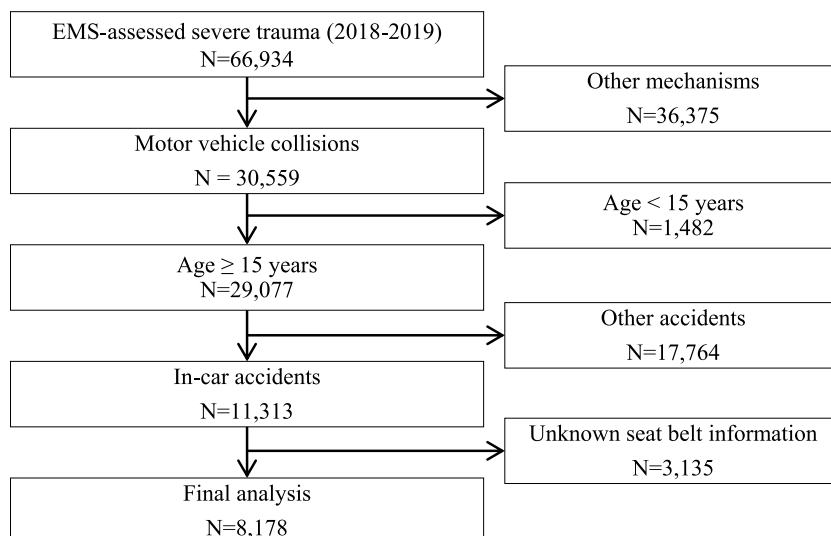 EMS-assessed severe trauma (2018-2019)
N=66,934
Other mechanisms
N=36,375
Motor vehicle collisions
N = 30,559
Age < 15 years
N=1,482
Age ≥ 15 years
N=29,077
Other accidents
N=17,764
In-car accidents
N=11,313
Unknown seat belt information
N=3,135
Final analysis
N=8,178